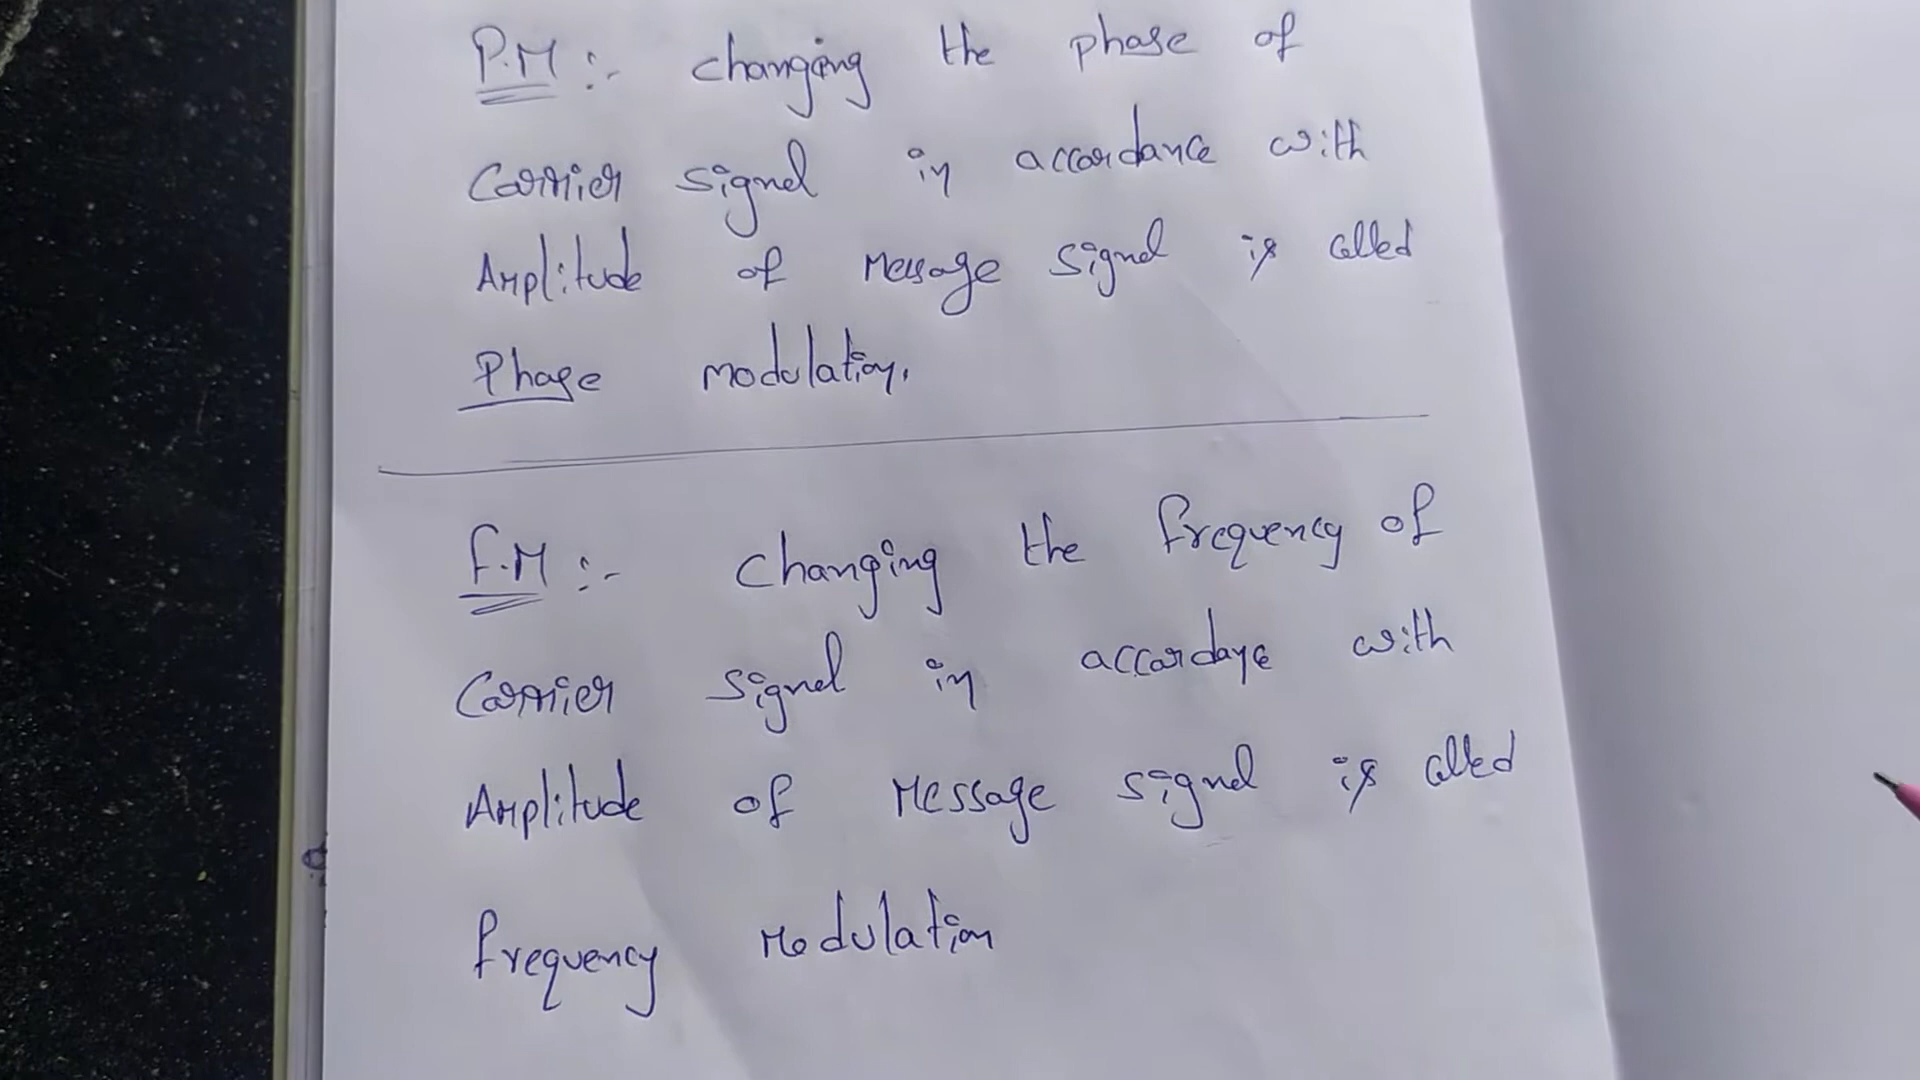 P.M :- changing the phase of
Carrier signal in accordance with
Amplitude of Message signal is called
Phase modulation.
F.M :- Changing the frequency of
Carrier signal in accordance with
Amplitude of Message signal is called
frequency Modulation